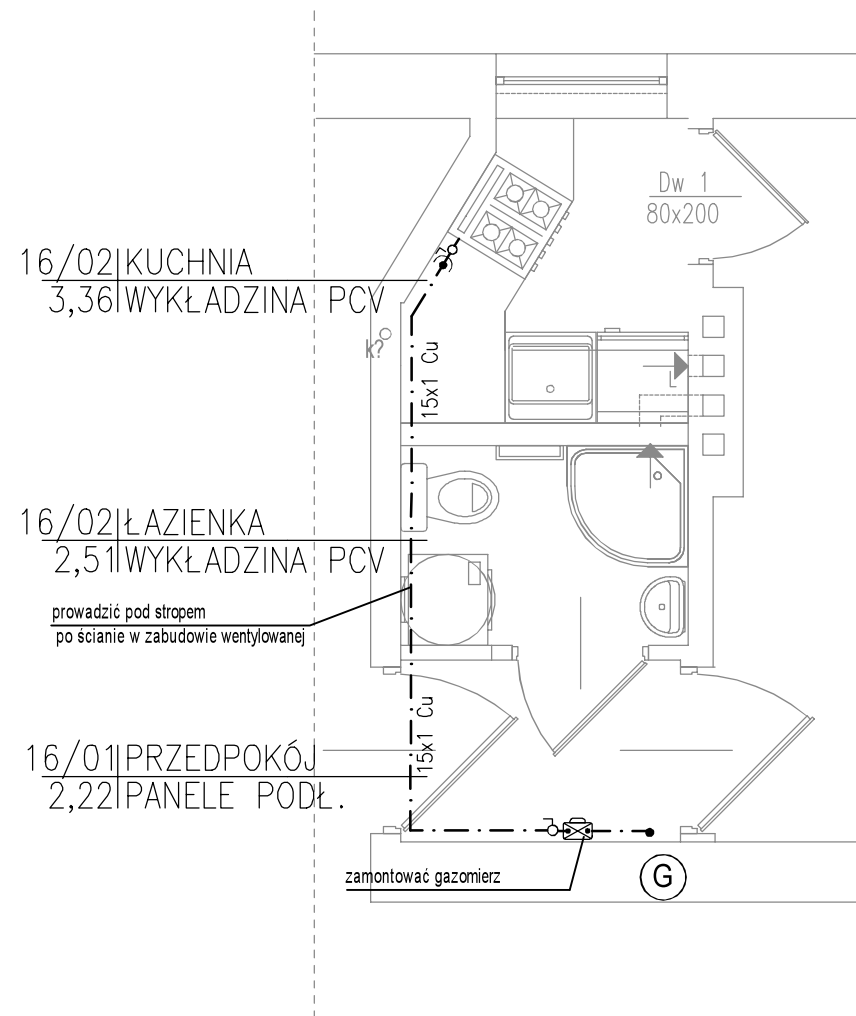 Dw 1
80x200
16/02 KUCHNIA
3,36 WYKŁADZINA PCV
k?
15x1 Cu
L
16/02 ŁAZIENKA
2,51 WYKŁADZINA PCV
prowadzić pod stropem
po ścianie w zabudowie wentylowanej
15x1 Cu
16/01 PRZEDPOKÓJ
2,22 PANELE PODŁ.
zamontować gazomierz
G